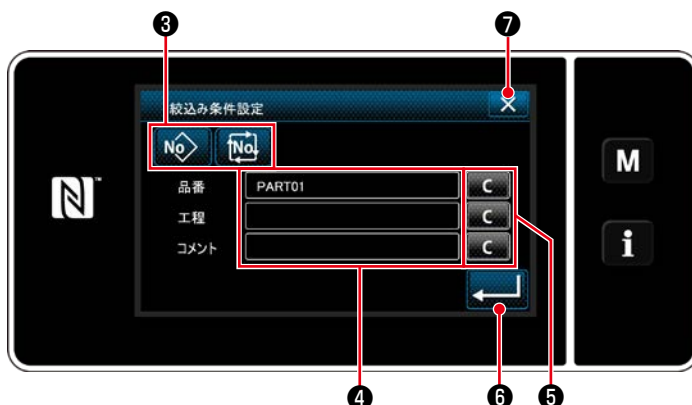 ❸ ❼
絞込み条件設定
No No.
M
品番 PART01 C
工程 C
コメント C
i
❹ ❻ ❺